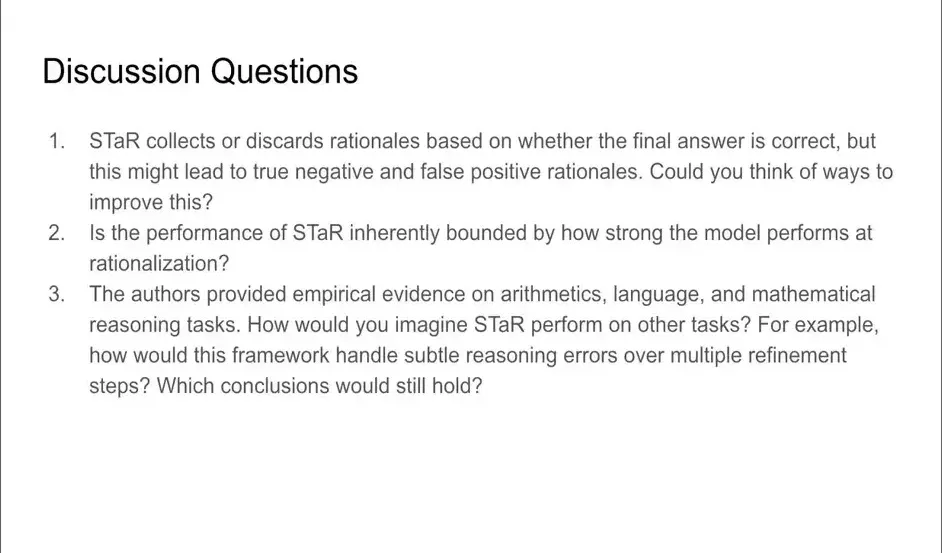 Discussion Questions
1. STaR collects or discards rationales based on whether the final answer is correct, but
this might lead to true negative and false positive rationales. Could you think of ways to
improve this?
2. Is the performance of STaR inherently bounded by how strong the model performs at
rationalization?
3. The authors provided empirical evidence on arithmetics, language, and mathematical
reasoning tasks. How would you imagine STaR perform on other tasks? For example,
how would this framework handle subtle reasoning errors over multiple refinement
steps? Which conclusions would still hold?